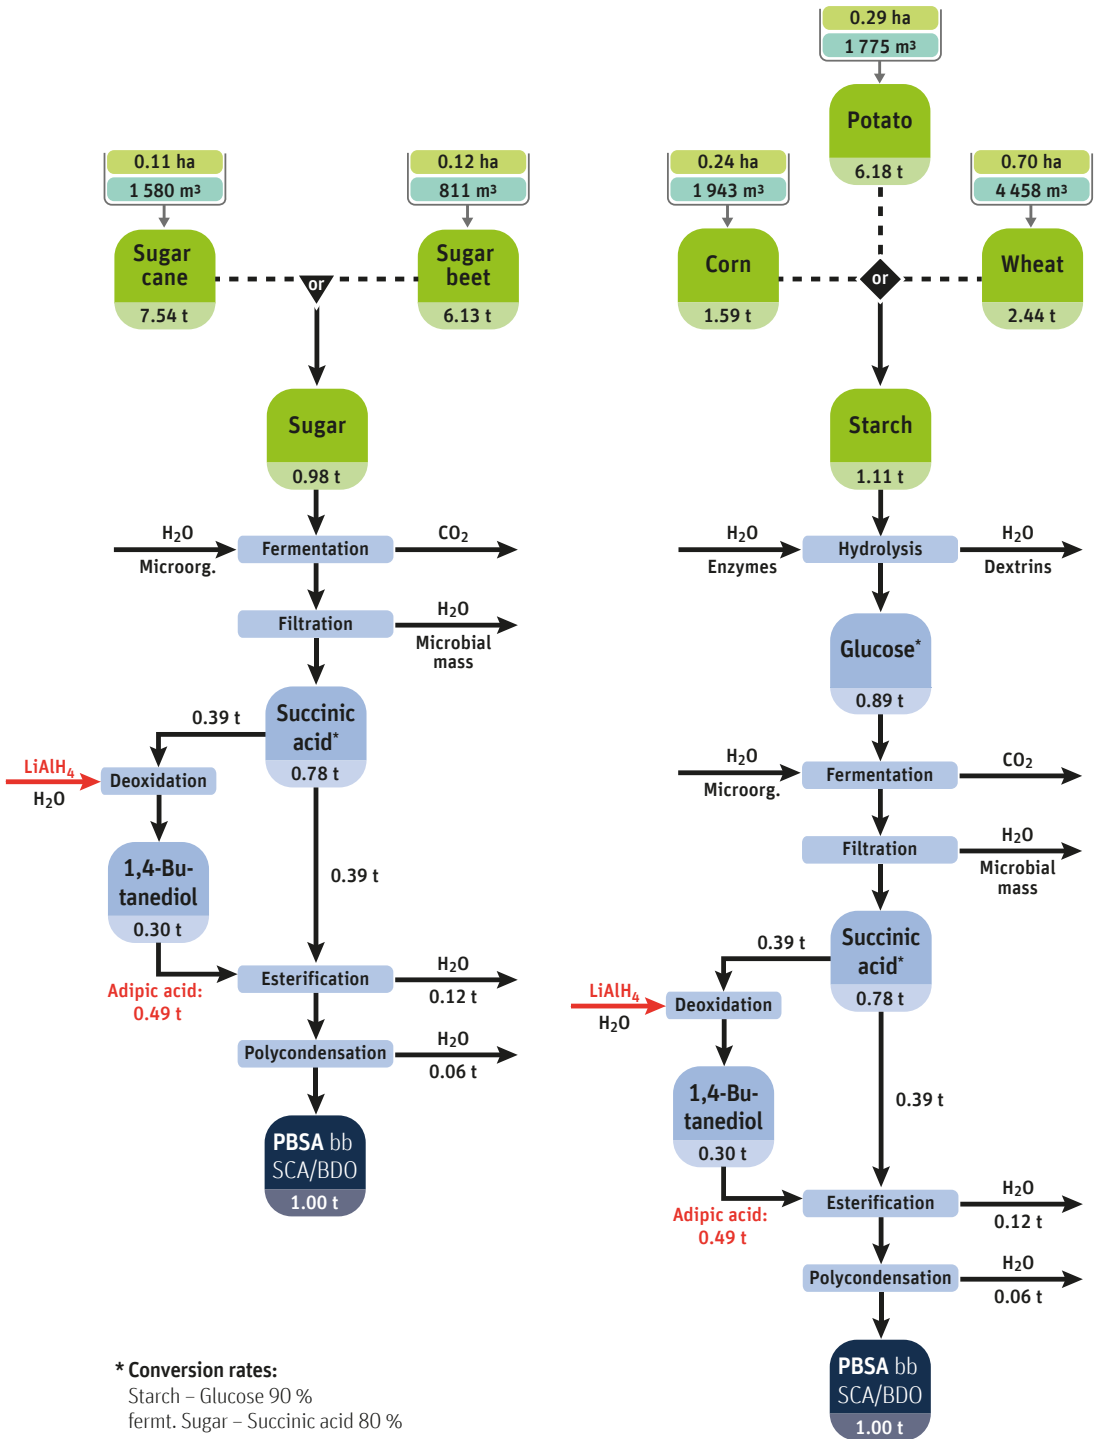 0.11 ha
1 580 m³
Sugar
cane
7.54 t
0.12 ha
811 m³
Sugar
beet
6.13 t
or
Sugar
0.98 t
H₂O
Microorg.
Fermentation
CO₂
Filtration
H₂O
Microbial
mass
Succinic
acid*
0.78 t
0.39 t
LiAlH₄
H₂O
Deoxidation
1,4-Bu-
tanediol
0.30 t
0.39 t
Adipic acid:
0.49 t
Esterification
H₂O
0.12 t
Polycondensation
H₂O
0.06 t
PBSA bb
SCA/BDO
1.00 t
* Conversion rates:
Starch – Glucose 90 %
fermt. Sugar – Succinic acid 80 %
0.29 ha
1 775 m³
Potato
6.18 t
0.24 ha
1 943 m³
Corn
1.59 t
0.70 ha
4 458 m³
Wheat
2.44 t
or
Starch
1.11 t
H₂O
Enzymes
Hydrolysis
H₂O
Dextrins
Glucose*
0.89 t
H₂O
Microorg.
Fermentation
CO₂
Filtration
H₂O
Microbial
mass
Succinic
acid*
0.78 t
0.39 t
LiAlH₄
H₂O
Deoxidation
1,4-Bu-
tanediol
0.30 t
0.39 t
Adipic acid:
0.49 t
Esterification
H₂O
0.12 t
Polycondensation
H₂O
0.06 t
PBSA bb
SCA/BDO
1.00 t